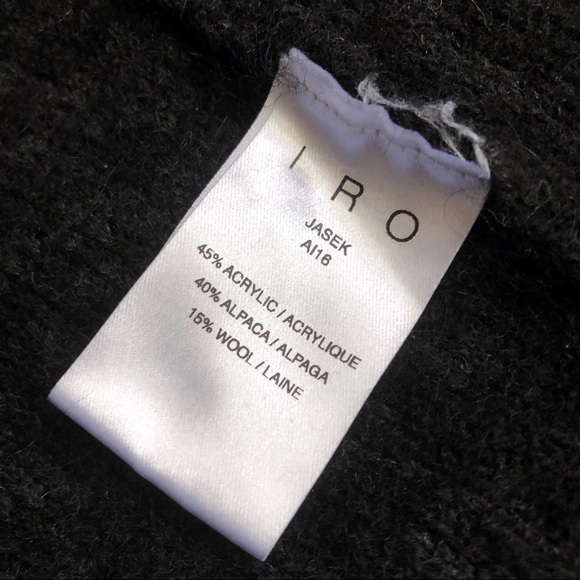 IRO
JASEK
AI16
45% ACRYLIC / ACRYLIQUE
40% ALPACA / ALPAGA
15% WOOL / LAINE